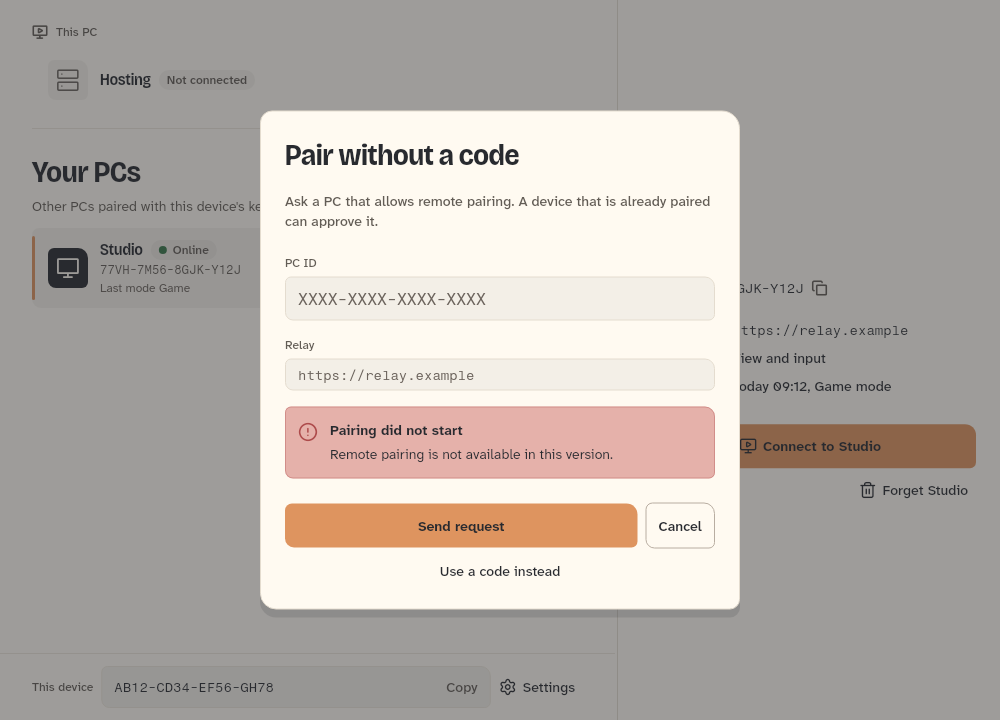 This PC
Hosting
Not connected
Your PCs
Other PCs paired with this device's
Studio
Online
77VH-7M56-8GJK-Y12J
Last mode Game
Pair without a code
Ask a PC that allows remote pairing. A device that is already paired
can approve it.
PC ID
XXXX-XXXX-XXXX-XXXX
Relay
https://relay.example
Pairing did not start
Remote pairing is not available in this version.
Send request
Cancel
Use a code instead
GJK-Y12J
ttps://relay.example
iew and input
oday 09:12, Game mode
Connect to Studio
Forget Studio
This device
AB12-CD34-EF56-GH78
Copy
Settings